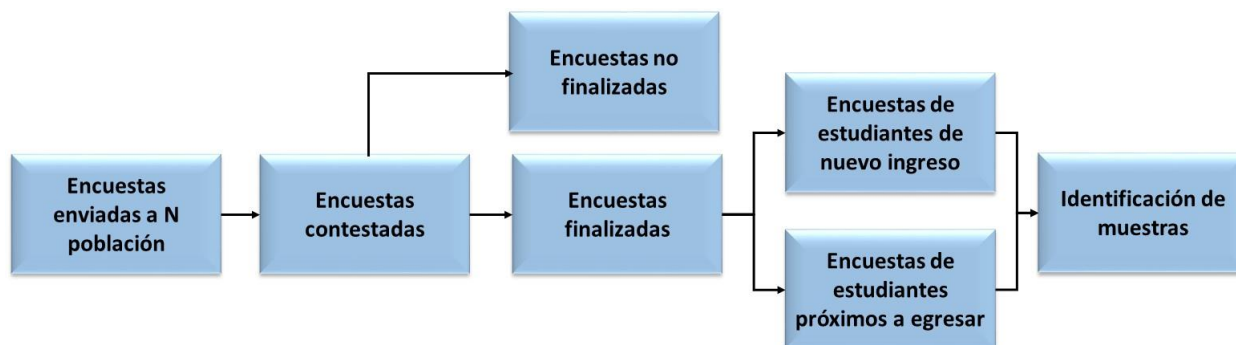 Encuestas
enviadas a N
población
Encuestas
contestadas
Encuestas no
finalizadas
Encuestas
finalizadas
Encuestas de
estudiantes de
nuevo ingreso
Encuestas de
estudiantes
próximos a egresar
Identificación de
muestras